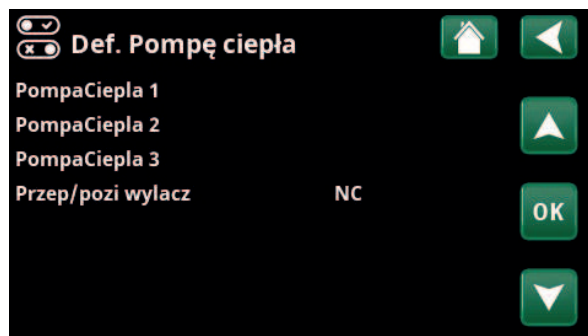 Def. Pompę ciepła
PompaCiepla 1
PompaCiepla 2
PompaCiepla 3
Przep/pozi wylacz NC
OK